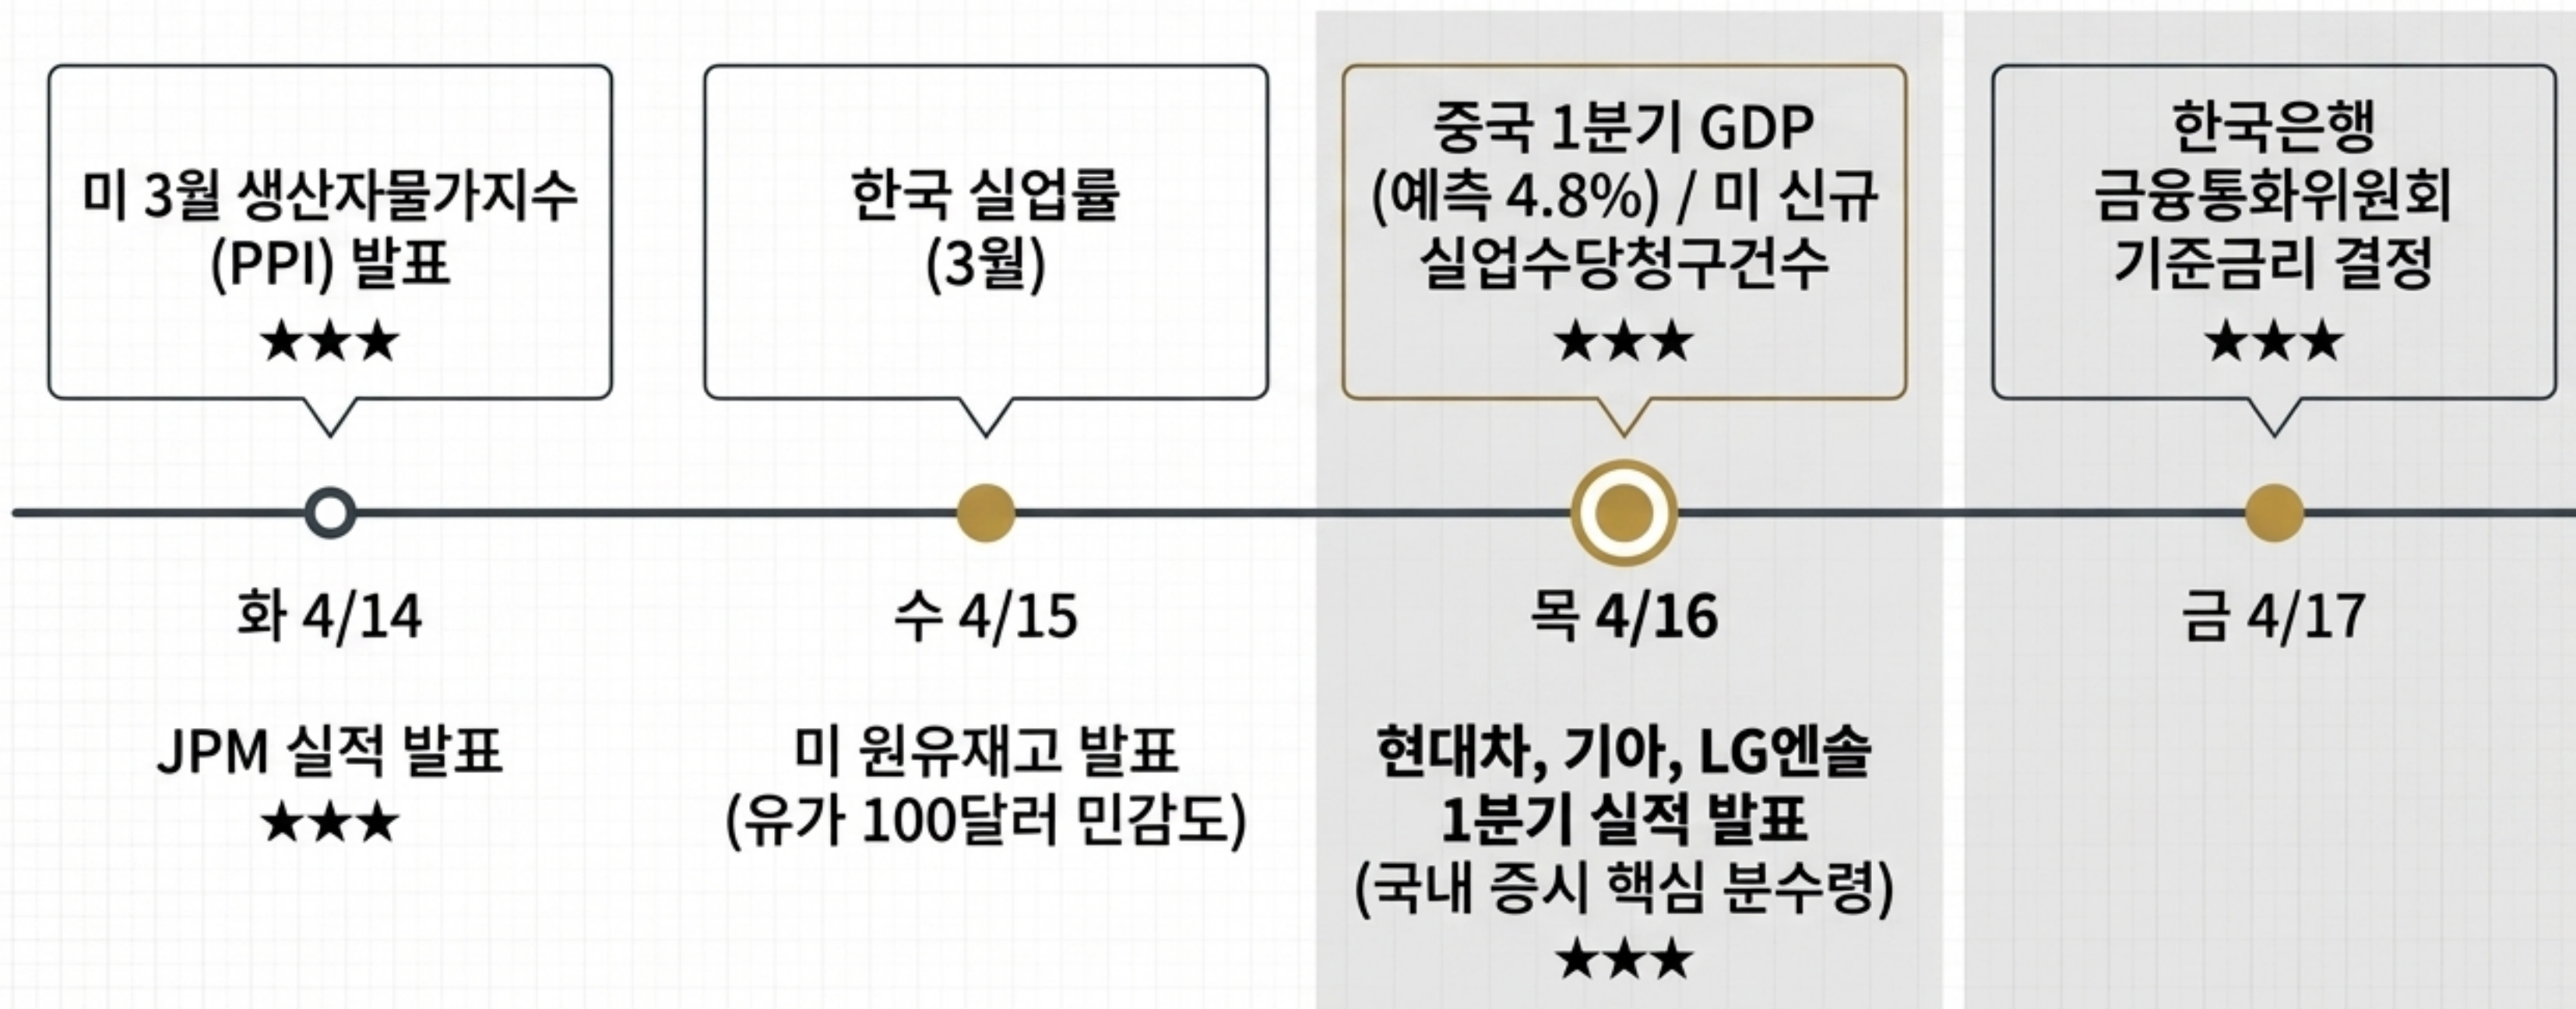 미 3월 생산자물가지수
(PPI) 발표
★★★
화 4/14
JPM 실적 발표
★★★
한국 실업률
(3월)
수 4/15
미 원유재고 발표
(유가 100달러 민감도)
중국 1분기 GDP
(예측 4.8%) / 미 신규
실업수당청구건수
★★★
목 4/16
현대차, 기아, LG엔솔
1분기 실적 발표
(국내 증시 핵심 분수령)
★★★
한국은행
금융통화위원회
기준금리 결정
★★★
금 4/17